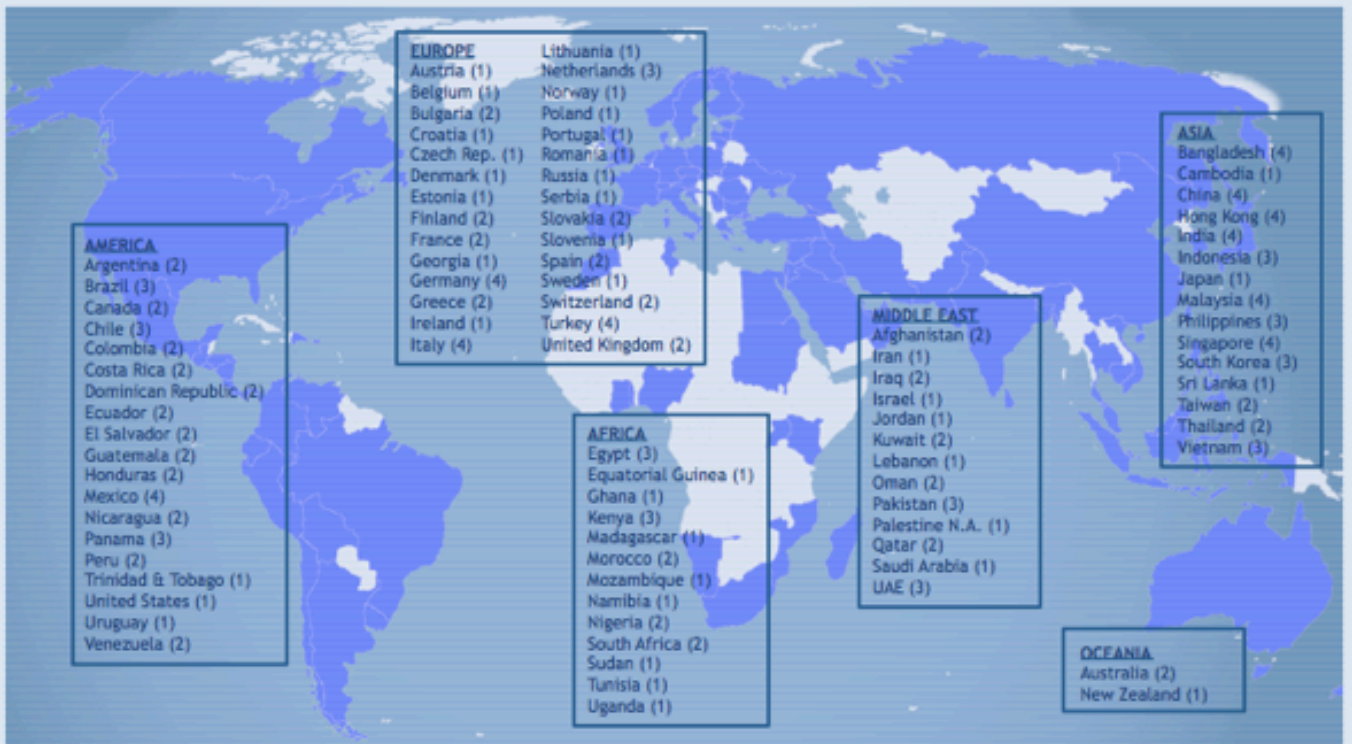 EUROPE
Austria (1)
Belgium (1)
Bulgaria (2)
Croatia (1)
Czech Rep. (1)
Denmark (1)
Estonia (1)
Finland (2)
France (2)
Georgia (1)
Germany (4)
Greece (2)
Ireland (1)
Italy (4)
Lithuania (1)
Netherlands (3)
Norway (1)
Poland (1)
Portugal (1)
Romania (1)
Russia (1)
Serbia (1)
Slovakia (2)
Slovenia (1)
Spain (2)
Sweden (1)
Switzerland (2)
Turkey (4)
United Kingdom (2)
AMERICA
Argentina (2)
Brazil (3)
Canada (2)
Chile (3)
Colombia (2)
Costa Rica (2)
Dominican Republic (2)
Ecuador (2)
El Salvador (2)
Guatemala (2)
Honduras (2)
Mexico (4)
Nicaragua (2)
Panama (3)
Peru (2)
Trinidad & Tobago (1)
United States (1)
Uruguay (1)
Venezuela (2)
AFRICA
Egypt (3)
Equatorial Guinea (1)
Ghana (1)
Kenya (3)
Madagascar (1)
Morocco (2)
Mozambique (1)
Namibia (1)
Nigeria (2)
South Africa (2)
Sudan (1)
Tunisia (1)
Uganda (1)
MIDDLE EAST
Afghanistan (2)
Iran (1)
Iraq (2)
Israel (1)
Jordan (1)
Kuwait (2)
Lebanon (1)
Oman (2)
Pakistan (3)
Palestine N.A. (1)
Qatar (2)
Saudi Arabia (1)
UAE (3)
ASIA
Bangladesh (4)
Cambodia (1)
China (4)
Hong Kong (4)
India (4)
Indonesia (3)
Japan (1)
Malaysia (4)
Philippines (3)
Singapore (4)
South Korea (3)
Sri Lanka (1)
Taiwan (2)
Thailand (2)
Vietnam (3)
OCEANIA
Australia (2)
New Zealand (1)